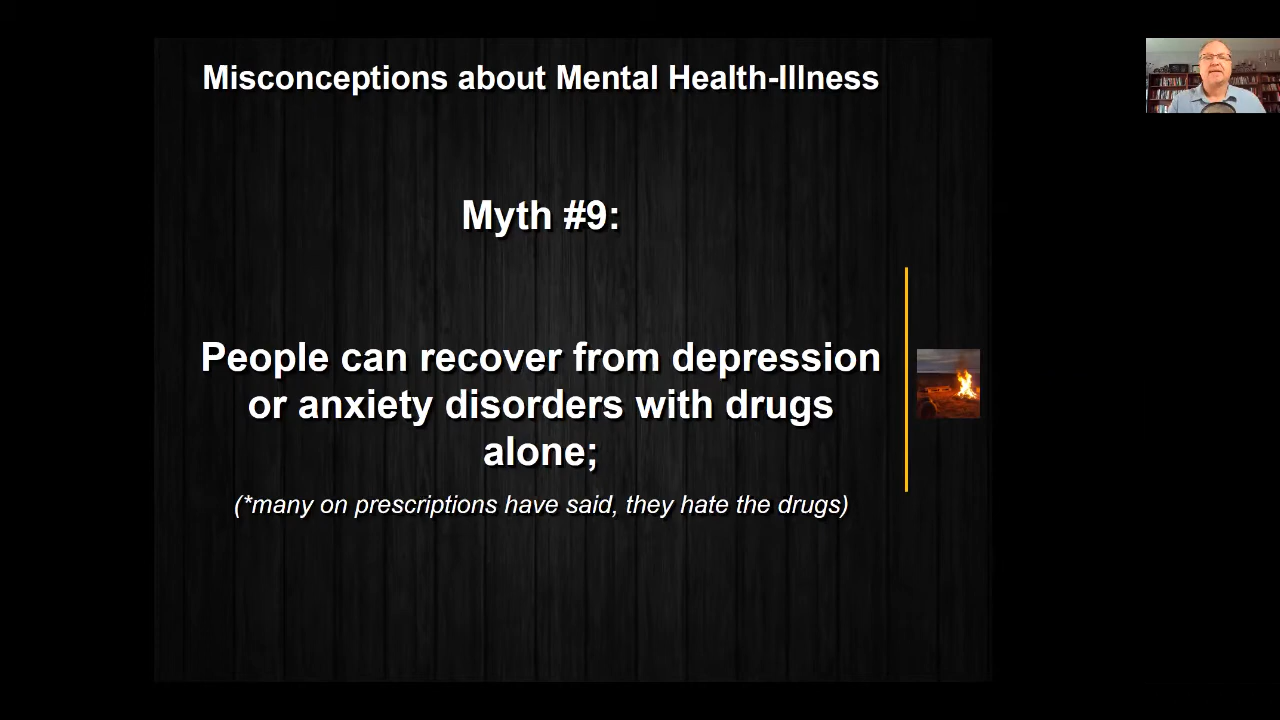 Misconceptions about Mental Health-Illness
Myth #9:
People can recover from depression
or anxiety disorders with drugs
alone;
(*many on prescriptions have said, they hate the drugs)